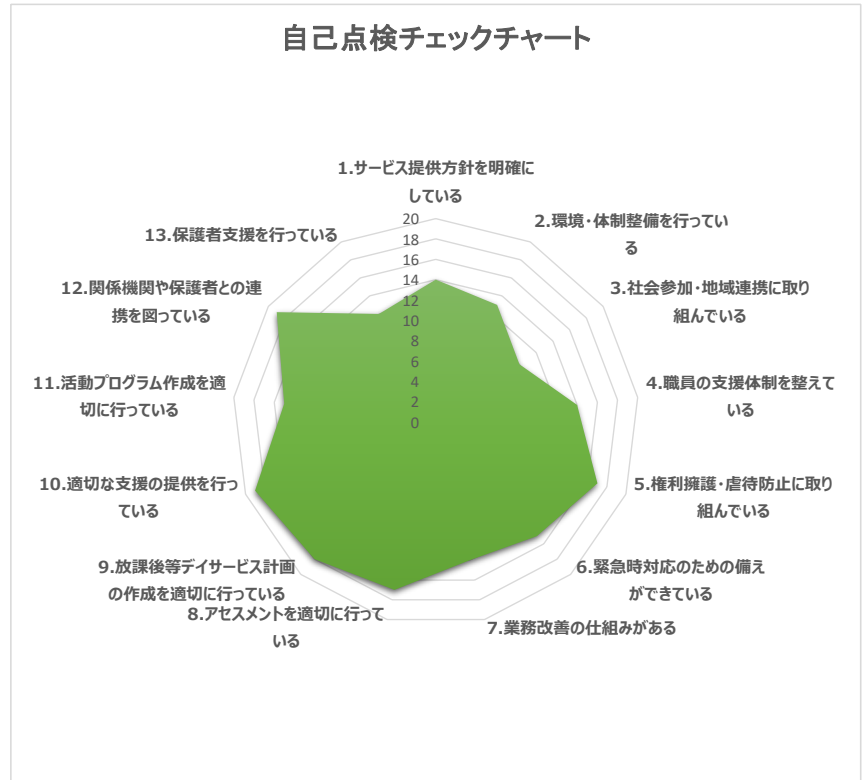 自己点検チェックチャート
1.サービス提供方針を明確に
している
2.環境・体制整備を行ってい
る
3.社会参加・地域連携に取り
組んでいる
4.職員の支援体制を整えて
いる
5.権利擁護・虐待防止に取り
組んでいる
6.緊急時対応のための備え
ができている
7.業務改善の仕組みがある
8.アセスメントを適切に行って
いる
9.放課後等デイサービス計画
の作成を適切に行っている
10.適切な支援の提供を行っ
ている
11.活動プログラム作成を適
切に行っている
12.関係機関や保護者との連
携を図っている
13.保護者支援を行っている
20
18
16
14
12
10
8
6
4
2
0